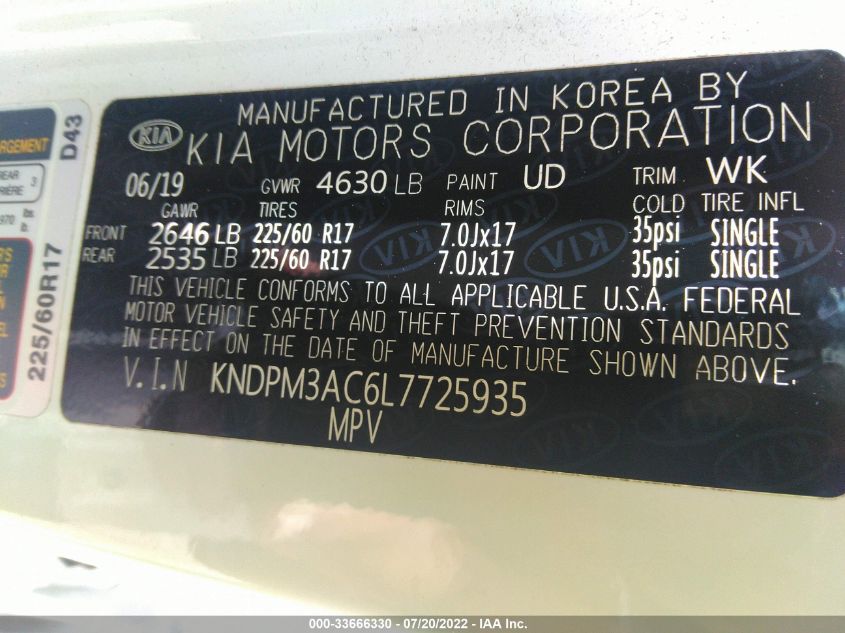 MANUFACTURED IN KOREA BY
KIA KIA MOTORS CORPORATION
06/19 GVWR 4630 LB PAINT UD TRIM WK
GAWR TIRES RIMS COLD TIRE INFL
FRONT 2646 LB 225/60 R17 7.0Jx17 35psi SINGLE
REAR 2535 LB 225/60 R17 7.0Jx17 35psi SINGLE
THIS VEHICLE CONFORMS TO ALL APPLICABLE U.S.A. FEDERAL
MOTOR VEHICLE SAFETY AND THEFT PREVENTION STANDARDS
IN EFFECT ON THE DATE OF MANUFACTURE SHOWN ABOVE.
V.I.N KNDPM3AC6L7725935
MPV
D43
225/60R17
REAR
3
970
000-33666330 - 07/20/2022 - IAA Inc.